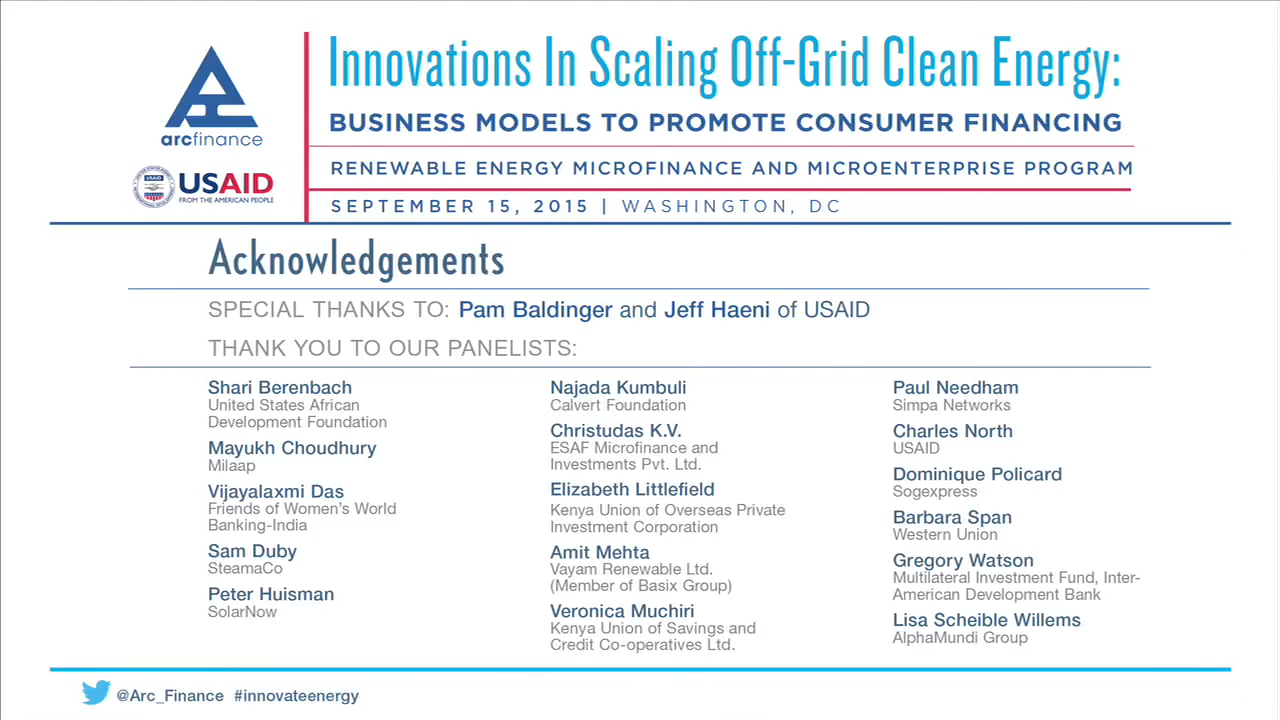 arcfinance
USAID
FROM THE AMERICAN PEOPLE
Innovations In Scaling Off-Grid Clean Energy:
BUSINESS MODELS TO PROMOTE CONSUMER FINANCING
RENEWABLE ENERGY MICROFINANCE AND MICROENTERPRISE PROGRAM
SEPTEMBER 15, 2015 | WASHINGTON, DC
Acknowledgements
SPECIAL THANKS TO: Pam Baldinger and Jeff Haeni of USAID
THANK YOU TO OUR PANELISTS:
Shari Berenbach
United States African
Development Foundation
Mayukh Choudhury
Milaap
Vijayalaxmi Das
Friends of Women's World
Banking-India
Sam Duby
SteamaCo
Peter Huisman
SolarNow
Najada Kumbuli
Calvert Foundation
Christudas K.V.
ESAF Microfinance and
Investments Pvt. Ltd.
Elizabeth Littlefield
Kenya Union of Overseas Private
Investment Corporation
Amit Mehta
Vayam Renewable Ltd.
(Member of Basix Group)
Veronica Muchiri
Kenya Union of Savings and
Credit Co-operatives Ltd.
Paul Needham
Simpa Networks
Charles North
USAID
Dominique Policard
Sogexpress
Barbara Span
Western Union
Gregory Watson
Multilateral Investment Fund, Inter-
American Development Bank
Lisa Scheible Willems
AlphaMundi Group
@Arc_Finance #innovateenergy